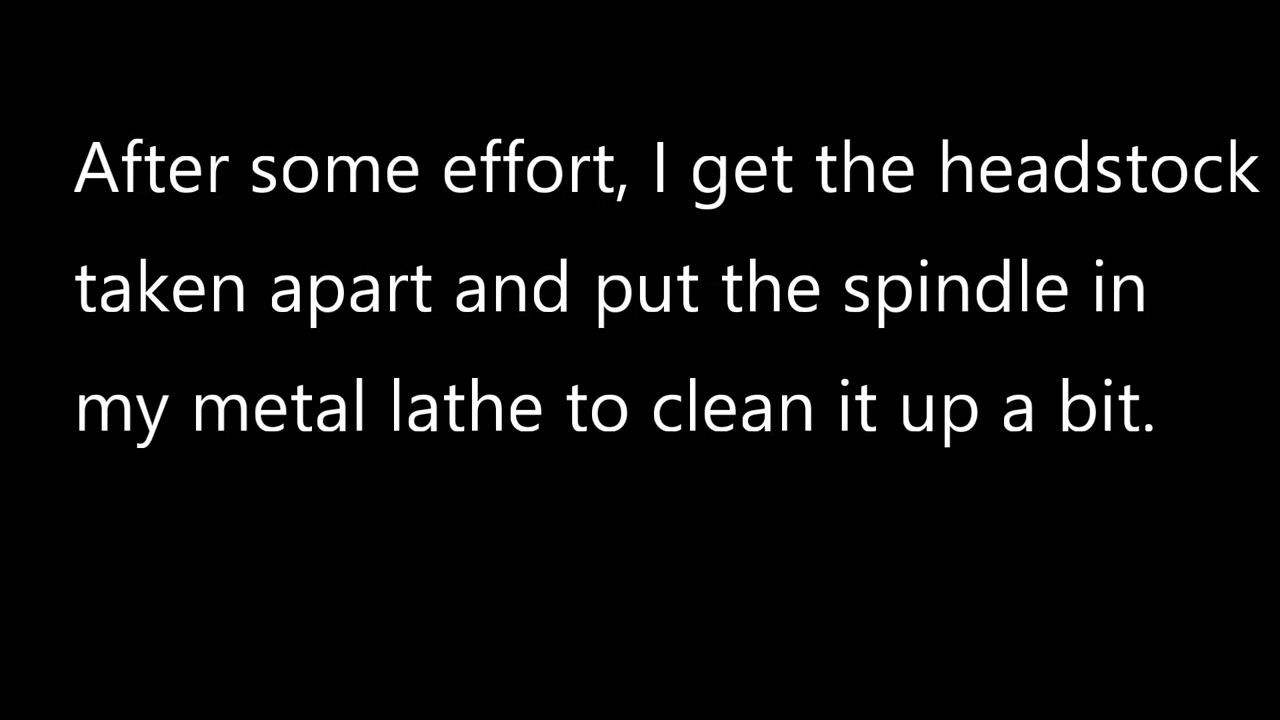 After some effort, I get the headstock
taken apart and put the spindle in
my metal lathe to clean it up a bit.